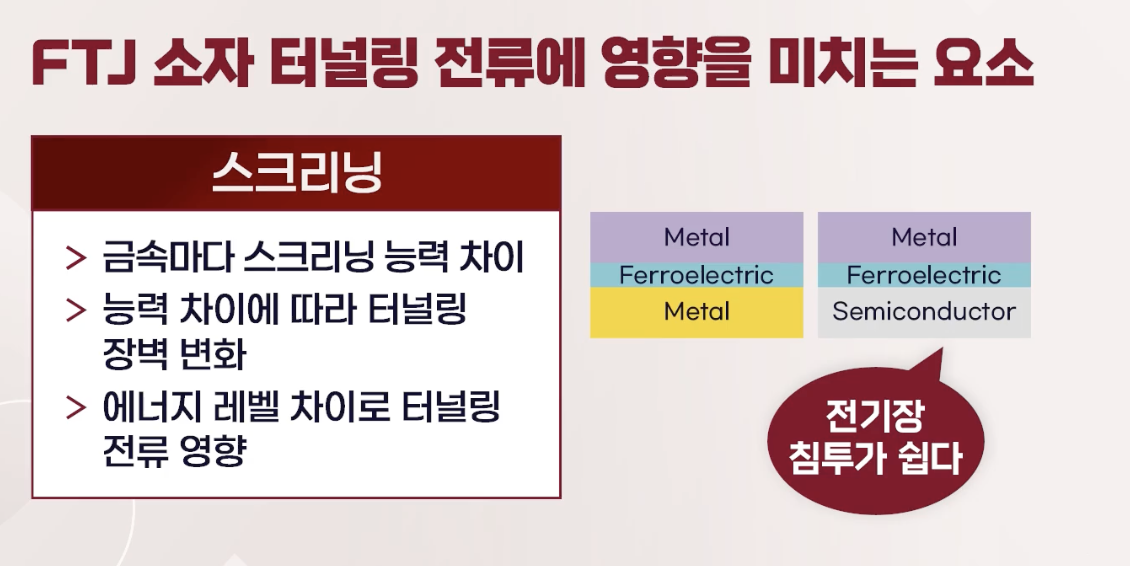 FTJ 소자 터널링 전류에 영향을 미치는 요소
스크리닝
> 금속마다 스크리닝 능력 차이
> 능력 차이에 따라 터널링
장벽 변화
> 에너지 레벨 차이로 터널링
전류 영향
Metal
Ferroelectric
Metal
Metal
Ferroelectric
Semiconductor
전기장
침투가 쉽다